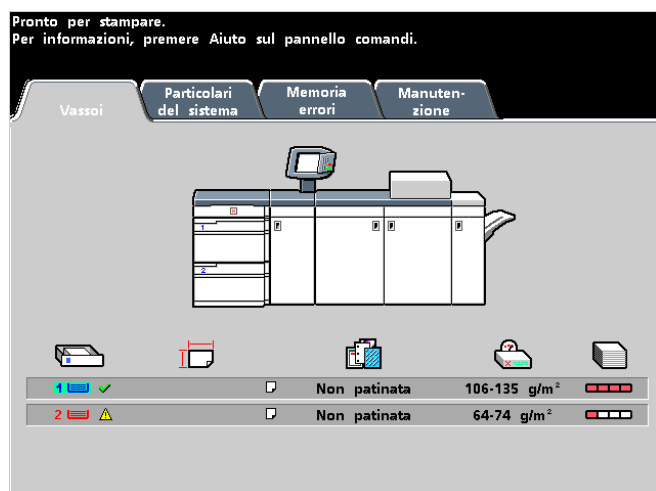 Pronto per stampare.
Per informazioni, premere Aiuto sul pannello comandi.
Vassoi
Particolari
del sistema
Memoria
errori
Manuten-
zione
1
2
1 Non patinata 106-135 g/m²
2 Non patinata 64-74 g/m²